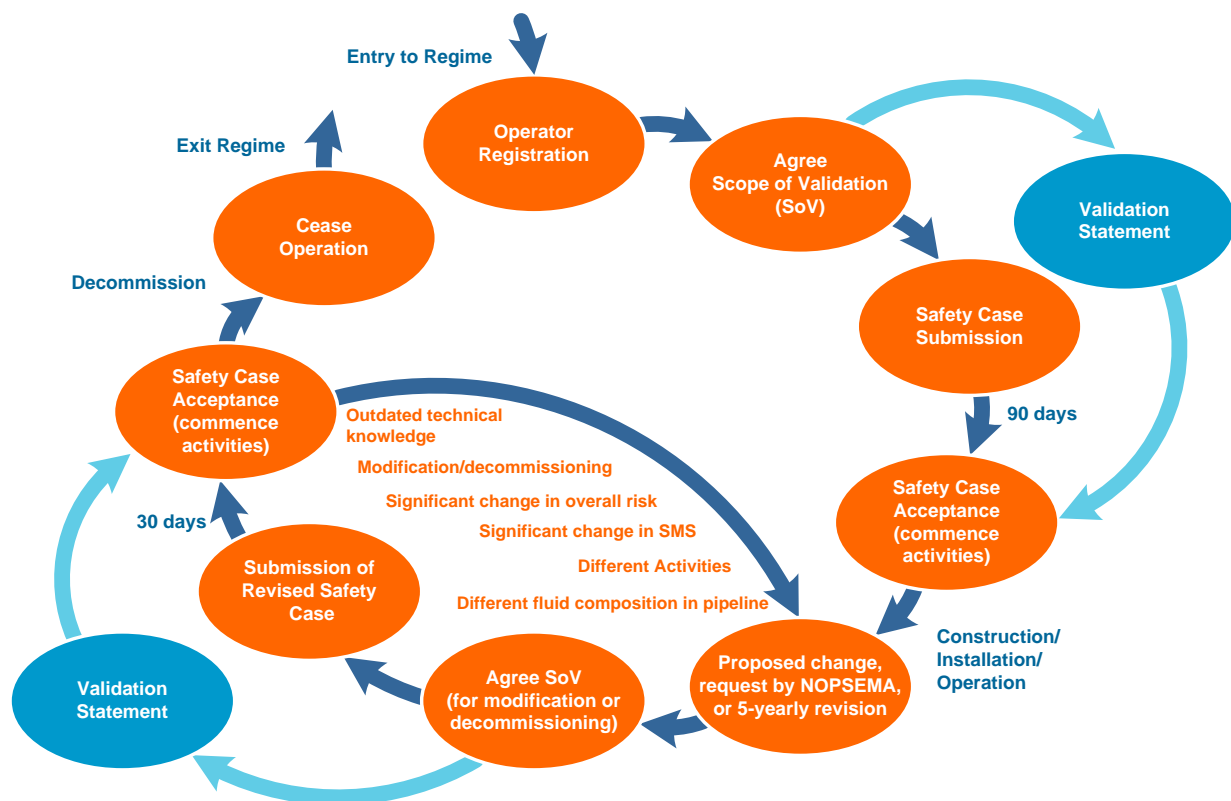 Entry to Regime
Operator
Registration
Agree
Scope of Validation
(SoV)
Validation
Statement
Safety Case
Submission
90 days
Safety Case
Acceptance
(commence
activities)
Construction/
Installation/
Operation
Proposed change,
request by NOPSEMA,
or 5-yearly revision
Agree SoV
(for modification or
decommissioning)
Validation
Statement
Submission of
Revised Safety
Case
30 days
Safety Case
Acceptance
(commence
activities)
Outdated technical
knowledge
Modification/decommissioning
Significant change in overall risk
Significant change in SMS
Different Activities
Different fluid composition in pipeline
Decommission
Cease
Operation
Exit Regime